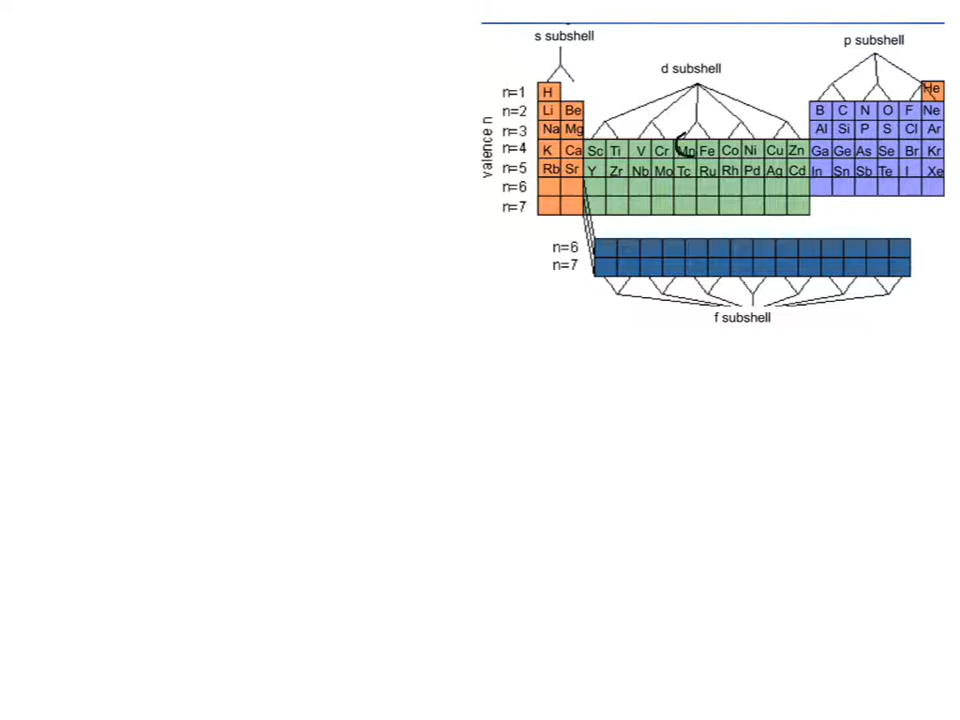 s subshell
p subshell
d subshell
n=1 H He
n=2 Li Be B C N O F Ne
n=3 Na Mg Al Si P S Cl Ar
n=4 K Ca Sc Ti V Cr Mn Fe Co Ni Cu Zn Ga Ge As Se Br Kr
n=5 Rb Sr Y Zr Nb Mo Tc Ru Rh Pd Ag Cd In Sn Sb Te I Xe
n=6
n=7
valence n
n=6
n=7
f subshell